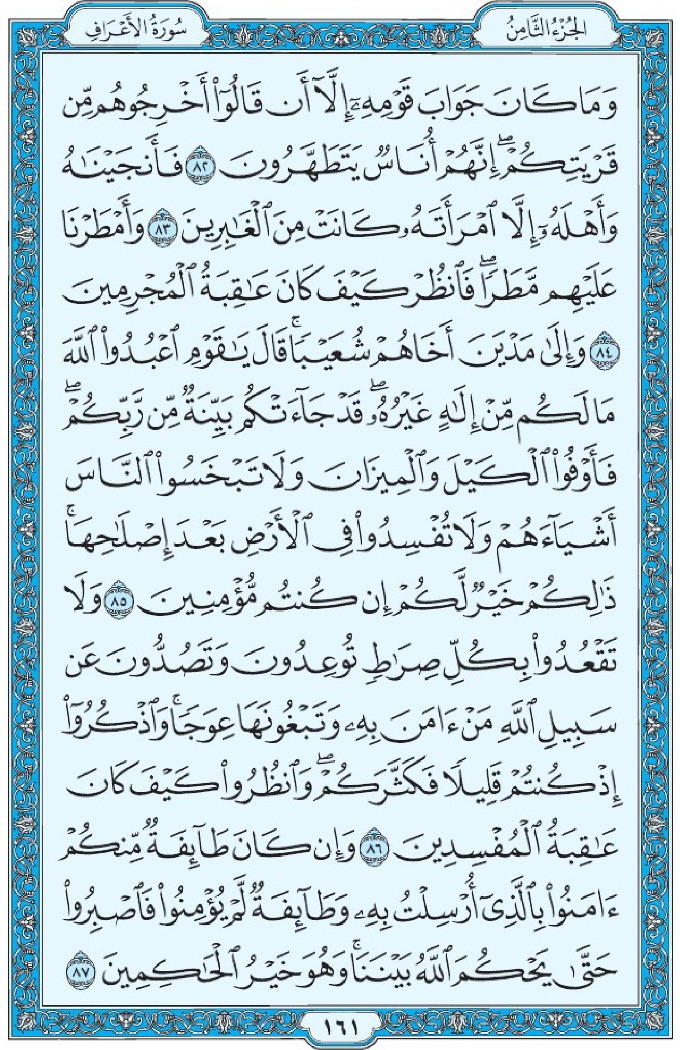 الجُزْءُ الثَّامِنُ
سُورَةُ الأَعْرَافِ
وَمَا كَانَ جَوَابَ قَوْمِهِۦٓ إِلَّآ أَن قَالُوٓا۟ أَخْرِجُوهُم مِّن
قَرْيَتِكُمْ ۖ إِنَّهُمْ أُنَاسٌ يَتَطَهَّرُونَ ٨٢ فَأَنجَيْنَـٰهُ
وَأَهْلَهُۥٓ إِلَّا ٱمْرَأَتَهُۥ كَانَتْ مِنَ ٱلْغَـٰبِرِينَ ٨٣ وَأَمْطَرْنَا
عَلَيْهِم مَّطَرًا ۖ فَٱنظُرْ كَيْفَ كَانَ عَـٰقِبَةُ ٱلْمُجْرِمِينَ
٨٤ وَإِلَىٰ مَدْيَنَ أَخَاهُمْ شُعَيْبًا ۗ قَالَ يَـٰقَوْمِ ٱعْبُدُوا۟ ٱللَّهَ
مَا لَكُم مِّنْ إِلَـٰهٍ غَيْرُهُۥ ۖ قَدْ جَآءَتْكُم بَيِّنَةٌ مِّن رَّبِّكُمْ ۖ
فَأَوْفُوا۟ ٱلْكَيْلَ وَٱلْمِيزَانَ وَلَا تَبْخَسُوا۟ ٱلنَّاسَ
أَشْيَآءَهُمْ وَلَا تُفْسِدُوا۟ فِى ٱلْأَرْضِ بَعْدَ إِصْلَـٰحِهَا ۚ
ذَٰلِكُمْ خَيْرٌ لَّكُمْ إِن كُنتُم مُّؤْمِنِينَ ٨٥ وَلَا
تَقْعُدُوا۟ بِكُلِّ صِرَٰطٍ تُوعِدُونَ وَتَصُدُّونَ عَن
سَبِيلِ ٱللَّهِ مَنْ ءَامَنَ بِهِۦ وَتَبْغُونَهَا عِوَجًا ۚ وَٱذْكُرُوٓا۟
إِذْ كُنتُمْ قَلِيلًا فَكَثَّرَكُمْ ۖ وَٱنظُرُوا۟ كَيْفَ كَانَ
عَـٰقِبَةُ ٱلْمُفْسِدِينَ ٨٦ وَإِن كَانَ طَآئِفَةٌ مِّنكُمْ
ءَامَنُوا۟ بِٱلَّذِىٓ أُرْسِلْتُ بِهِۦ وَطَآئِفَةٌ لَّمْ يُؤْمِنُوا۟ فَٱصْبِرُوا۟
حَتَّىٰ يَحْكُمَ ٱللَّهُ بَيْنَنَا ۚ وَهُوَ خَيْرُ ٱلْحَـٰكِمِينَ ٨٧
١٦١